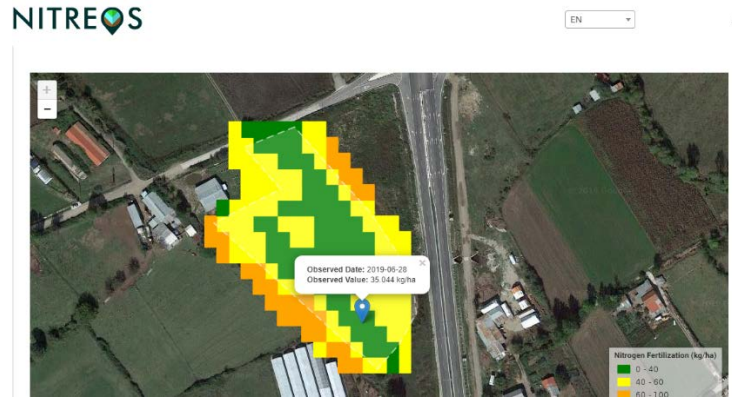 NITREOS
EN
+
-
Observed Date: 2019-06-28
Observed Value: 35.044 kg/ha
×
Nitrogen Fertilization (kg/ha)
0 - 40
40 - 60
60 - 100